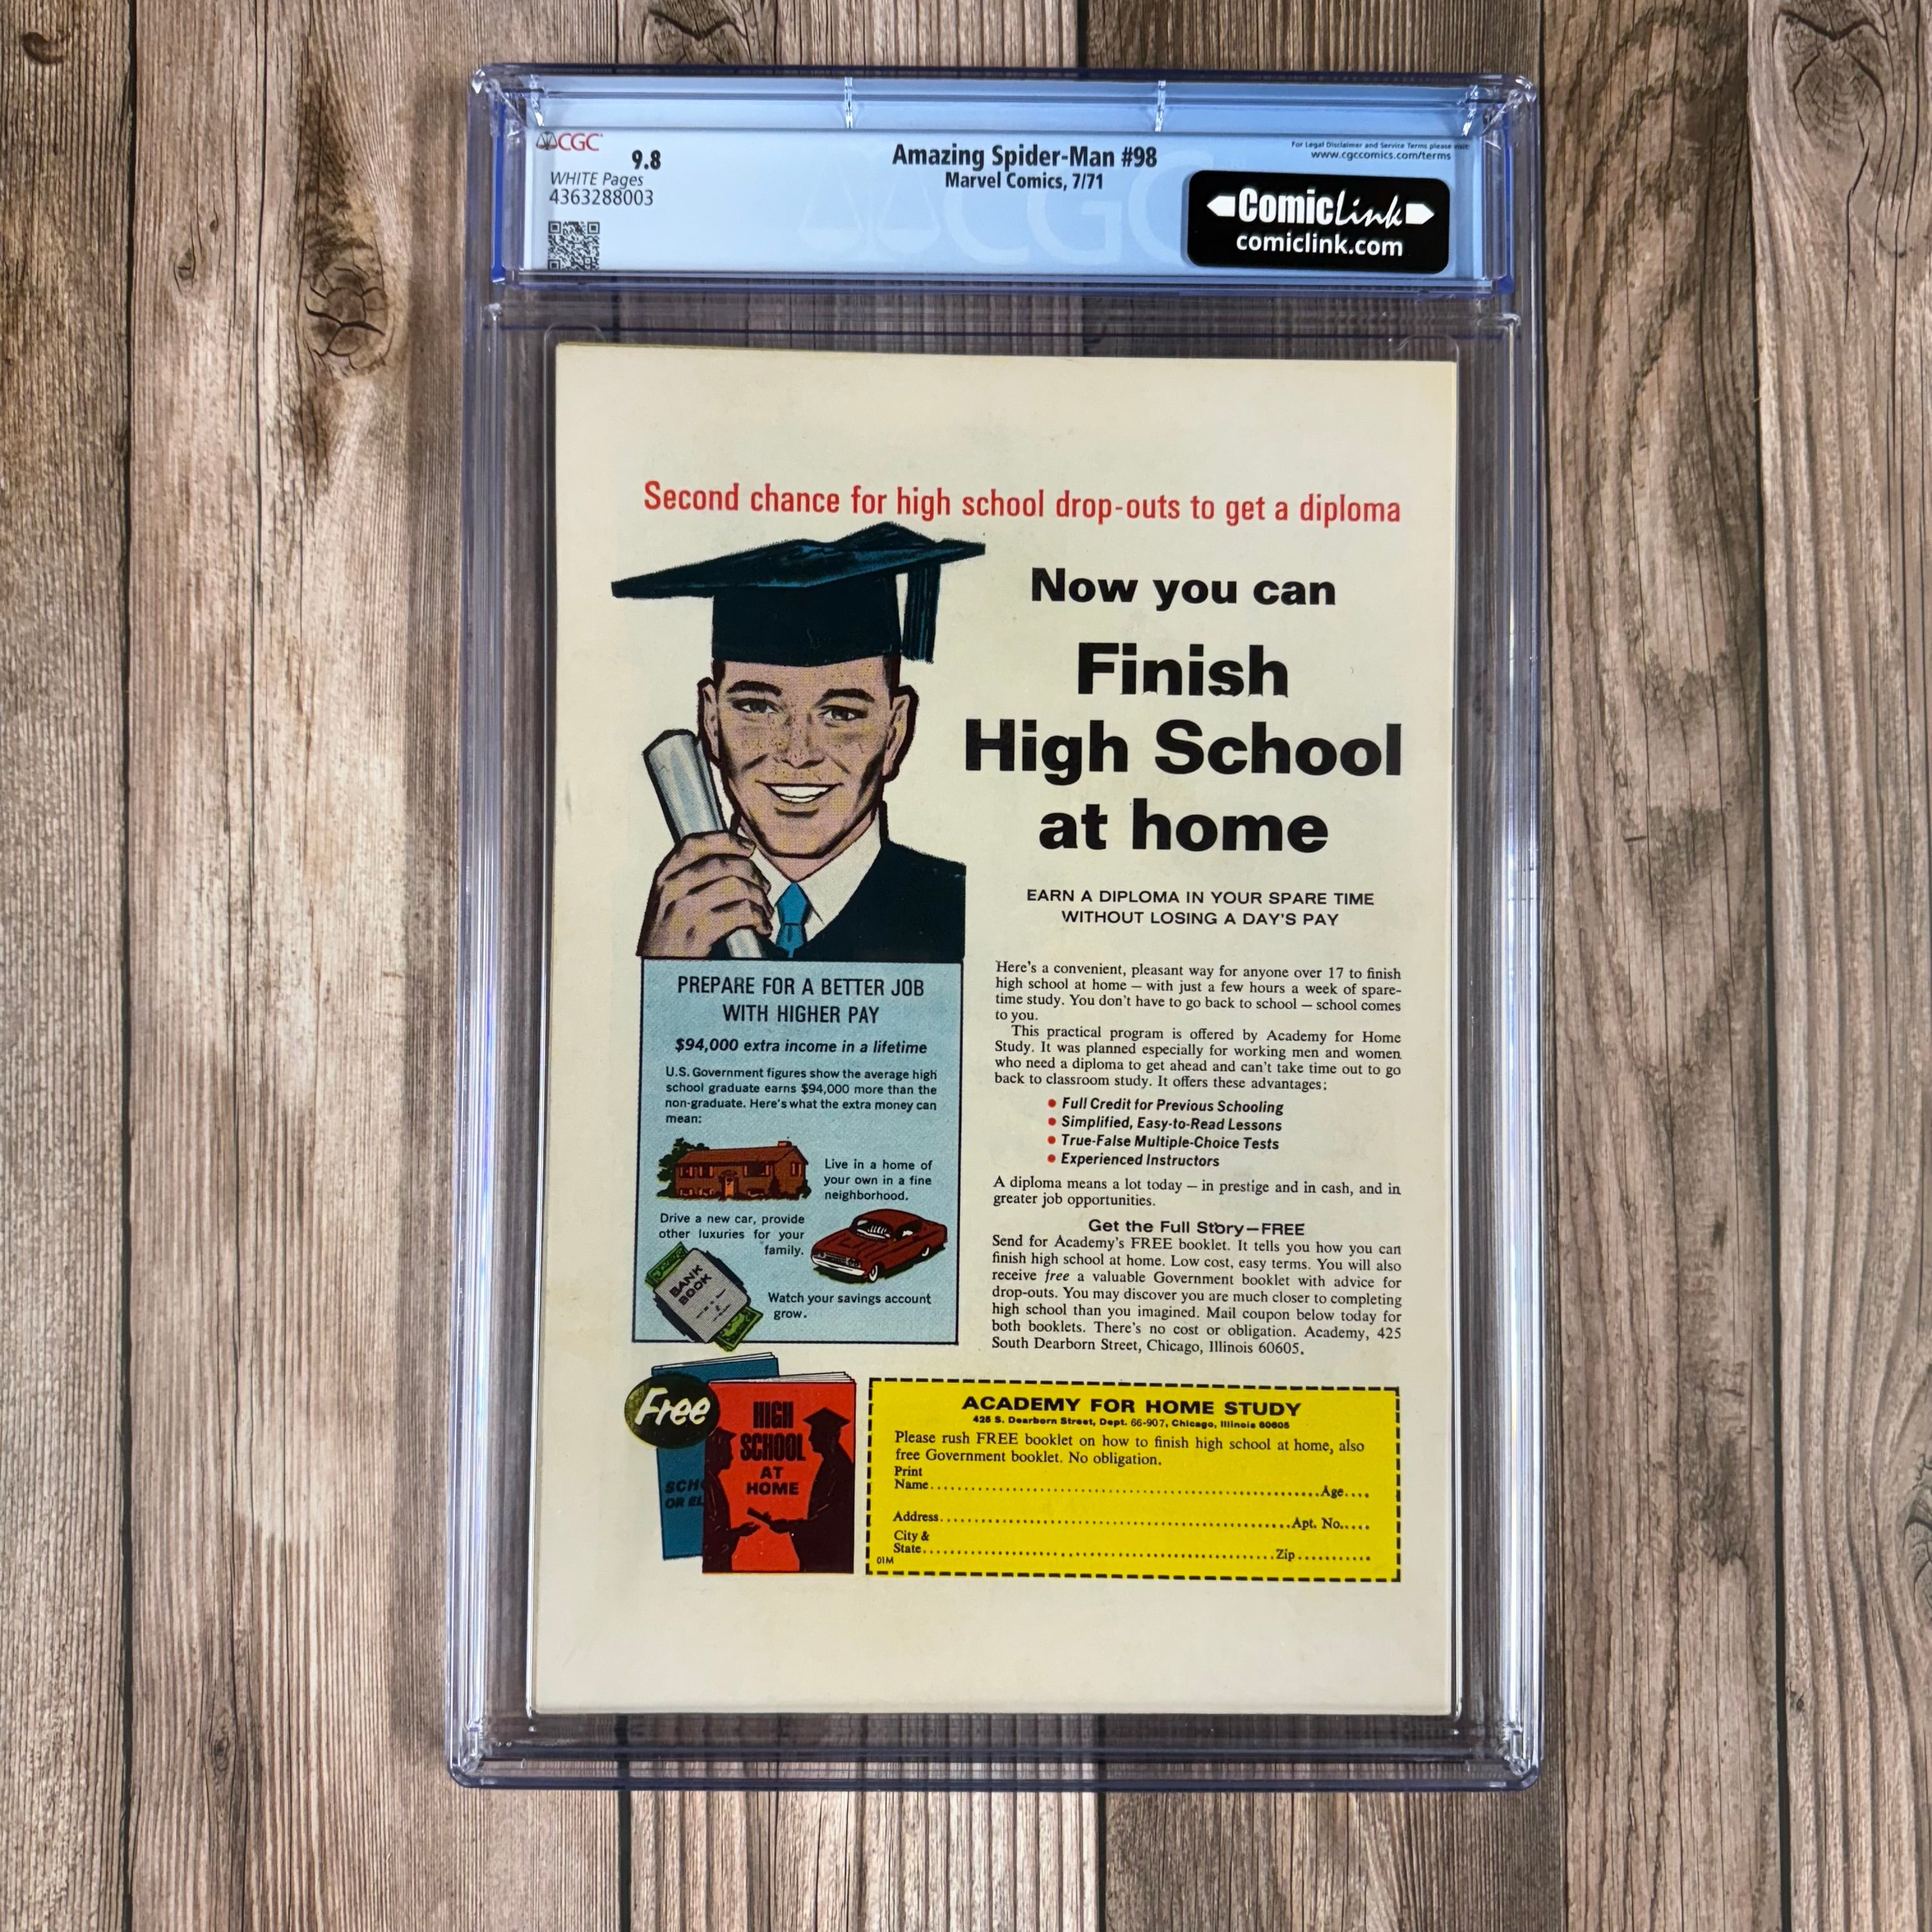 CGC
9.8
WHITE Pages
4363288003
Amazing Spider-Man #98
Marvel Comics, 7/71
For Legal Disclaimer and Service Terms please visit:
www.cgccomics.com/terms
CGC
ComicLink
comiclink.com
Second chance for high school drop-outs to get a diploma
Now you can
Finish
High School
at home
EARN A DIPLOMA IN YOUR SPARE TIME
WITHOUT LOSING A DAY'S PAY
PREPARE FOR A BETTER JOB
WITH HIGHER PAY
$94,000 extra income in a lifetime
U.S. Government figures show the average high
school graduate earns $94,000 more than the
non-graduate. Here's what the extra money can
mean:
Live in a home of
your own in a fine
neighborhood.
Drive a new car, provide
other luxuries for your
family.
BANK
BOOK
Watch your savings account
grow.
Here's a convenient, pleasant way for anyone over 17 to finish
high school at home — with just a few hours a week of spare-
time study. You don't have to go back to school — school comes
to you.
This practical program is offered by Academy for Home
Study. It was planned especially for working men and women
who need a diploma to get ahead and can't take time out to go
back to classroom study. It offers these advantages:
• Full Credit for Previous Schooling
• Simplified, Easy-to-Read Lessons
• True-False Multiple-Choice Tests
• Experienced Instructors
A diploma means a lot today — in prestige and in cash, and in
greater job opportunities.
Get the Full Story—FREE
Send for Academy's FREE booklet. It tells you how you can
finish high school at home. Low cost, easy terms. You will also
receive free a valuable Government booklet with advice for
drop-outs. You may discover you are much closer to completing
high school than you imagined. Mail coupon below today for
both booklets. There's no cost or obligation. Academy, 425
South Dearborn Street, Chicago, Illinois 60605.
Free
SCH
OR EL
HIGH
SCHOOL
AT
HOME
ACADEMY FOR HOME STUDY
425 S. Dearborn Street, Dept. 66-907, Chicago, Illinois 60605
Please rush FREE booklet on how to finish high school at home, also
free Government booklet. No obligation.
Print
Name Age
Address Apt. No.
City &
State Zip
01M